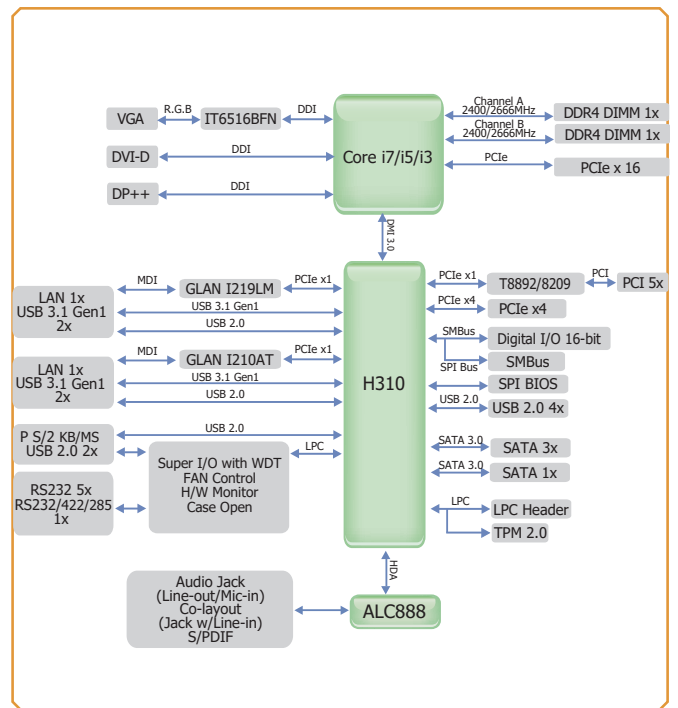 Channel A
2400/2666MHz
DDR4 DIMM 1x
VGA
R.G.B
IT6516BFN
DDI
Channel B
2400/2666MHz
DDR4 DIMM 1x
DVI-D
DDI
Core i7/i5/i3
PCIe
PCIe x 16
DP++
DDI
DMI 3.0
LAN 1x
USB 3.1 Gen1
2x
MDI
GLAN I219LM
PCIe x1
USB 3.1 Gen1
USB 2.0
PCIe x1
T8892/8209
PCI
PCI 5x
PCIe x4
PCIe x4
LAN 1x
USB 3.1 Gen1
2x
MDI
GLAN I210AT
PCIe x1
USB 3.1 Gen1
USB 2.0
H310
SMBus
Digital I/O 16-bit
SMBus
SPI Bus
SPI BIOS
USB 2.0
USB 2.0 4x
P S/2 KB/MS
USB 2.0 2x
USB 2.0
LPC
Super I/O with WDT
FAN Control
H/W Monitor
Case Open
SATA 3.0
SATA 3x
SATA 3.0
SATA 1x
RS232 5x
RS232/422/285
1x
LPC
LPC Header
TPM 2.0
HDA
Audio Jack
(Line-out/Mic-in)
Co-layout
(Jack w/Line-in)
S/PDIF
ALC888